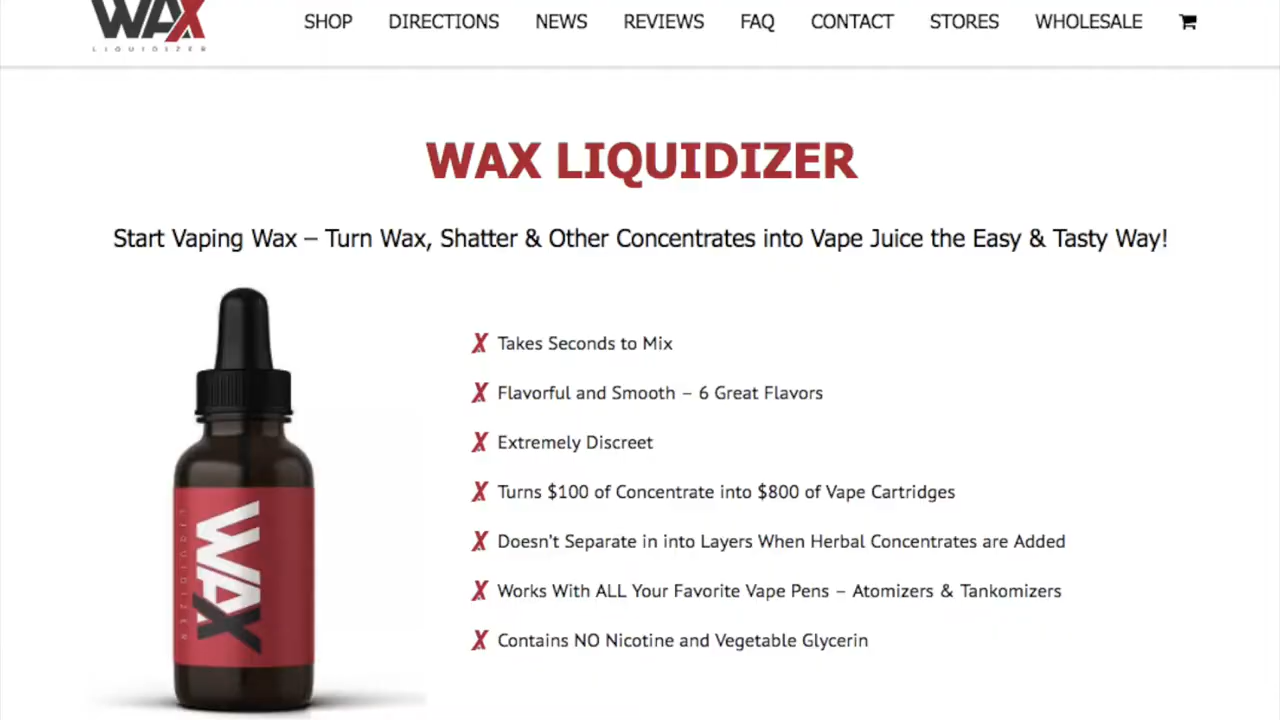 WAX
LIQUIDIZER
SHOP DIRECTIONS NEWS REVIEWS FAQ CONTACT STORES WHOLESALE
WAX LIQUIDIZER
Start Vaping Wax – Turn Wax, Shatter & Other Concentrates into Vape Juice the Easy & Tasty Way!
Takes Seconds to Mix
Flavorful and Smooth – 6 Great Flavors
Extremely Discreet
Turns $100 of Concentrate into $800 of Vape Cartridges
Doesn't Separate in into Layers When Herbal Concentrates are Added
Works With ALL Your Favorite Vape Pens – Atomizers & Tankomizers
Contains NO Nicotine and Vegetable Glycerin
WAX
LIQUIDIZER